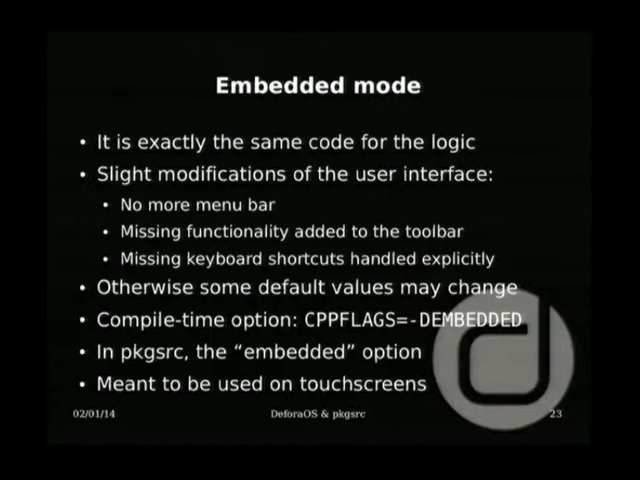 Embedded mode
• It is exactly the same code for the logic
• Slight modifications of the user interface:
• No more menu bar
• Missing functionality added to the toolbar
• Missing keyboard shortcuts handled explicitly
• Otherwise some default values may change
• Compile-time option: CPPFLAGS=-DEMBEDDED
• In pkgsrc, the “embedded” option
• Meant to be used on touchscreens
02/01/14 DeforaOS & pkgsrc 23